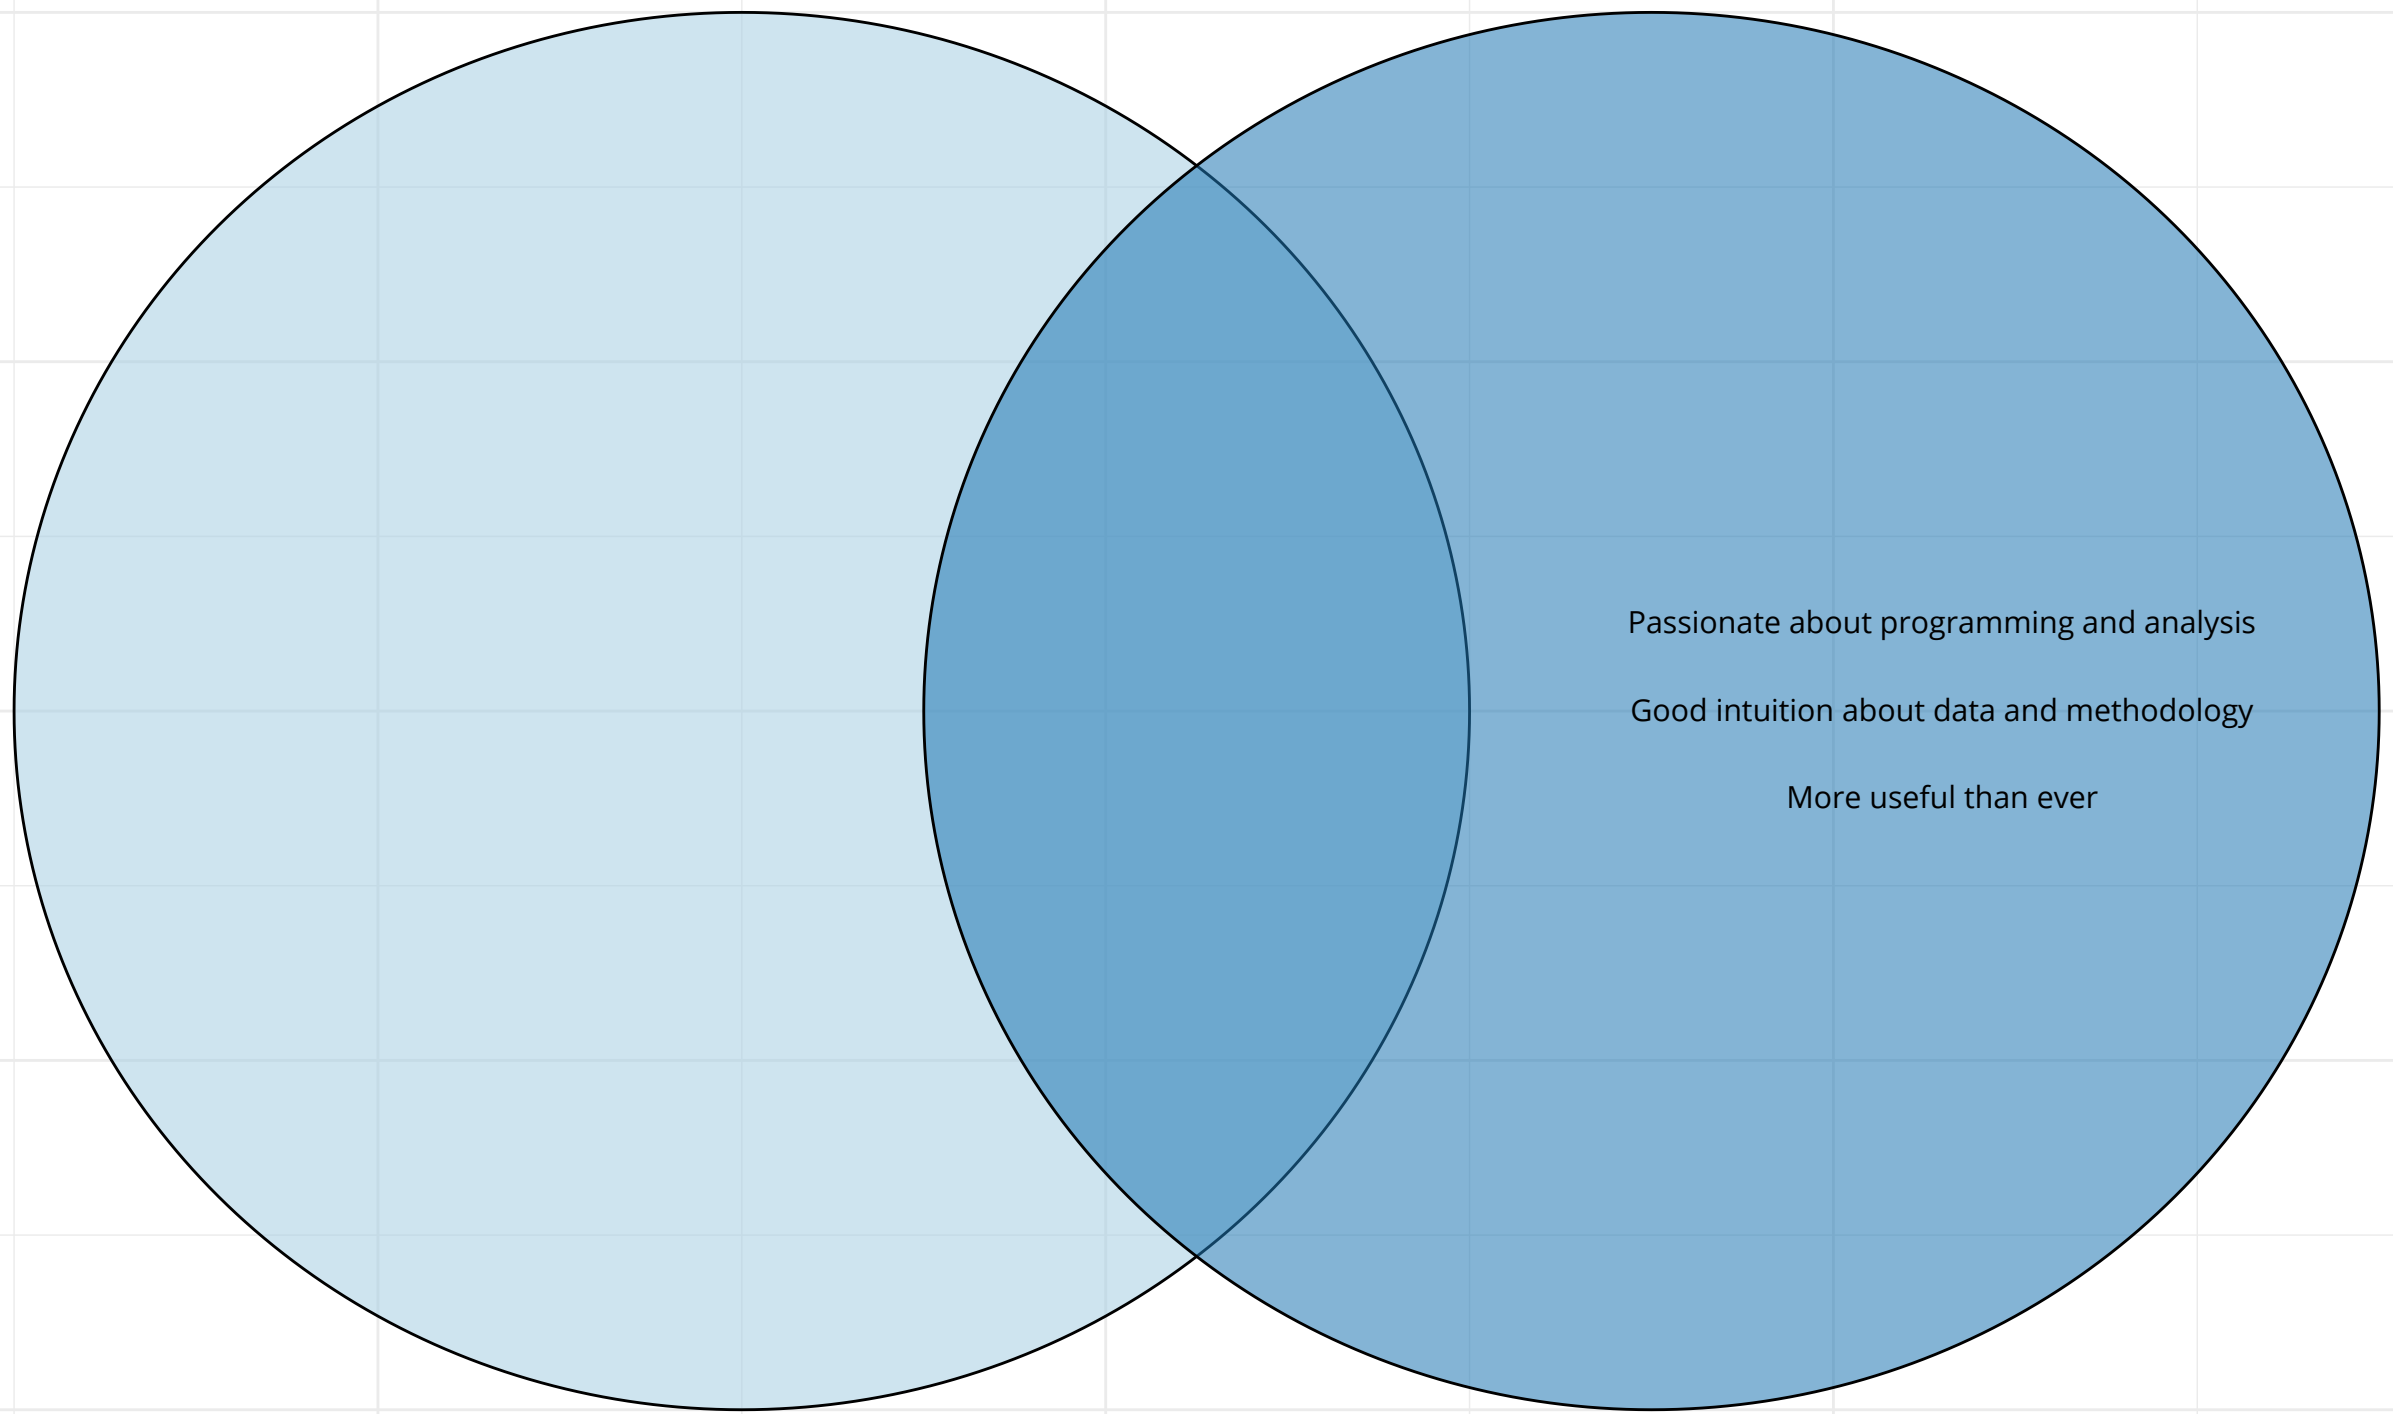 Passionate about programming and analysis
Good intuition about data and methodology
More useful than ever